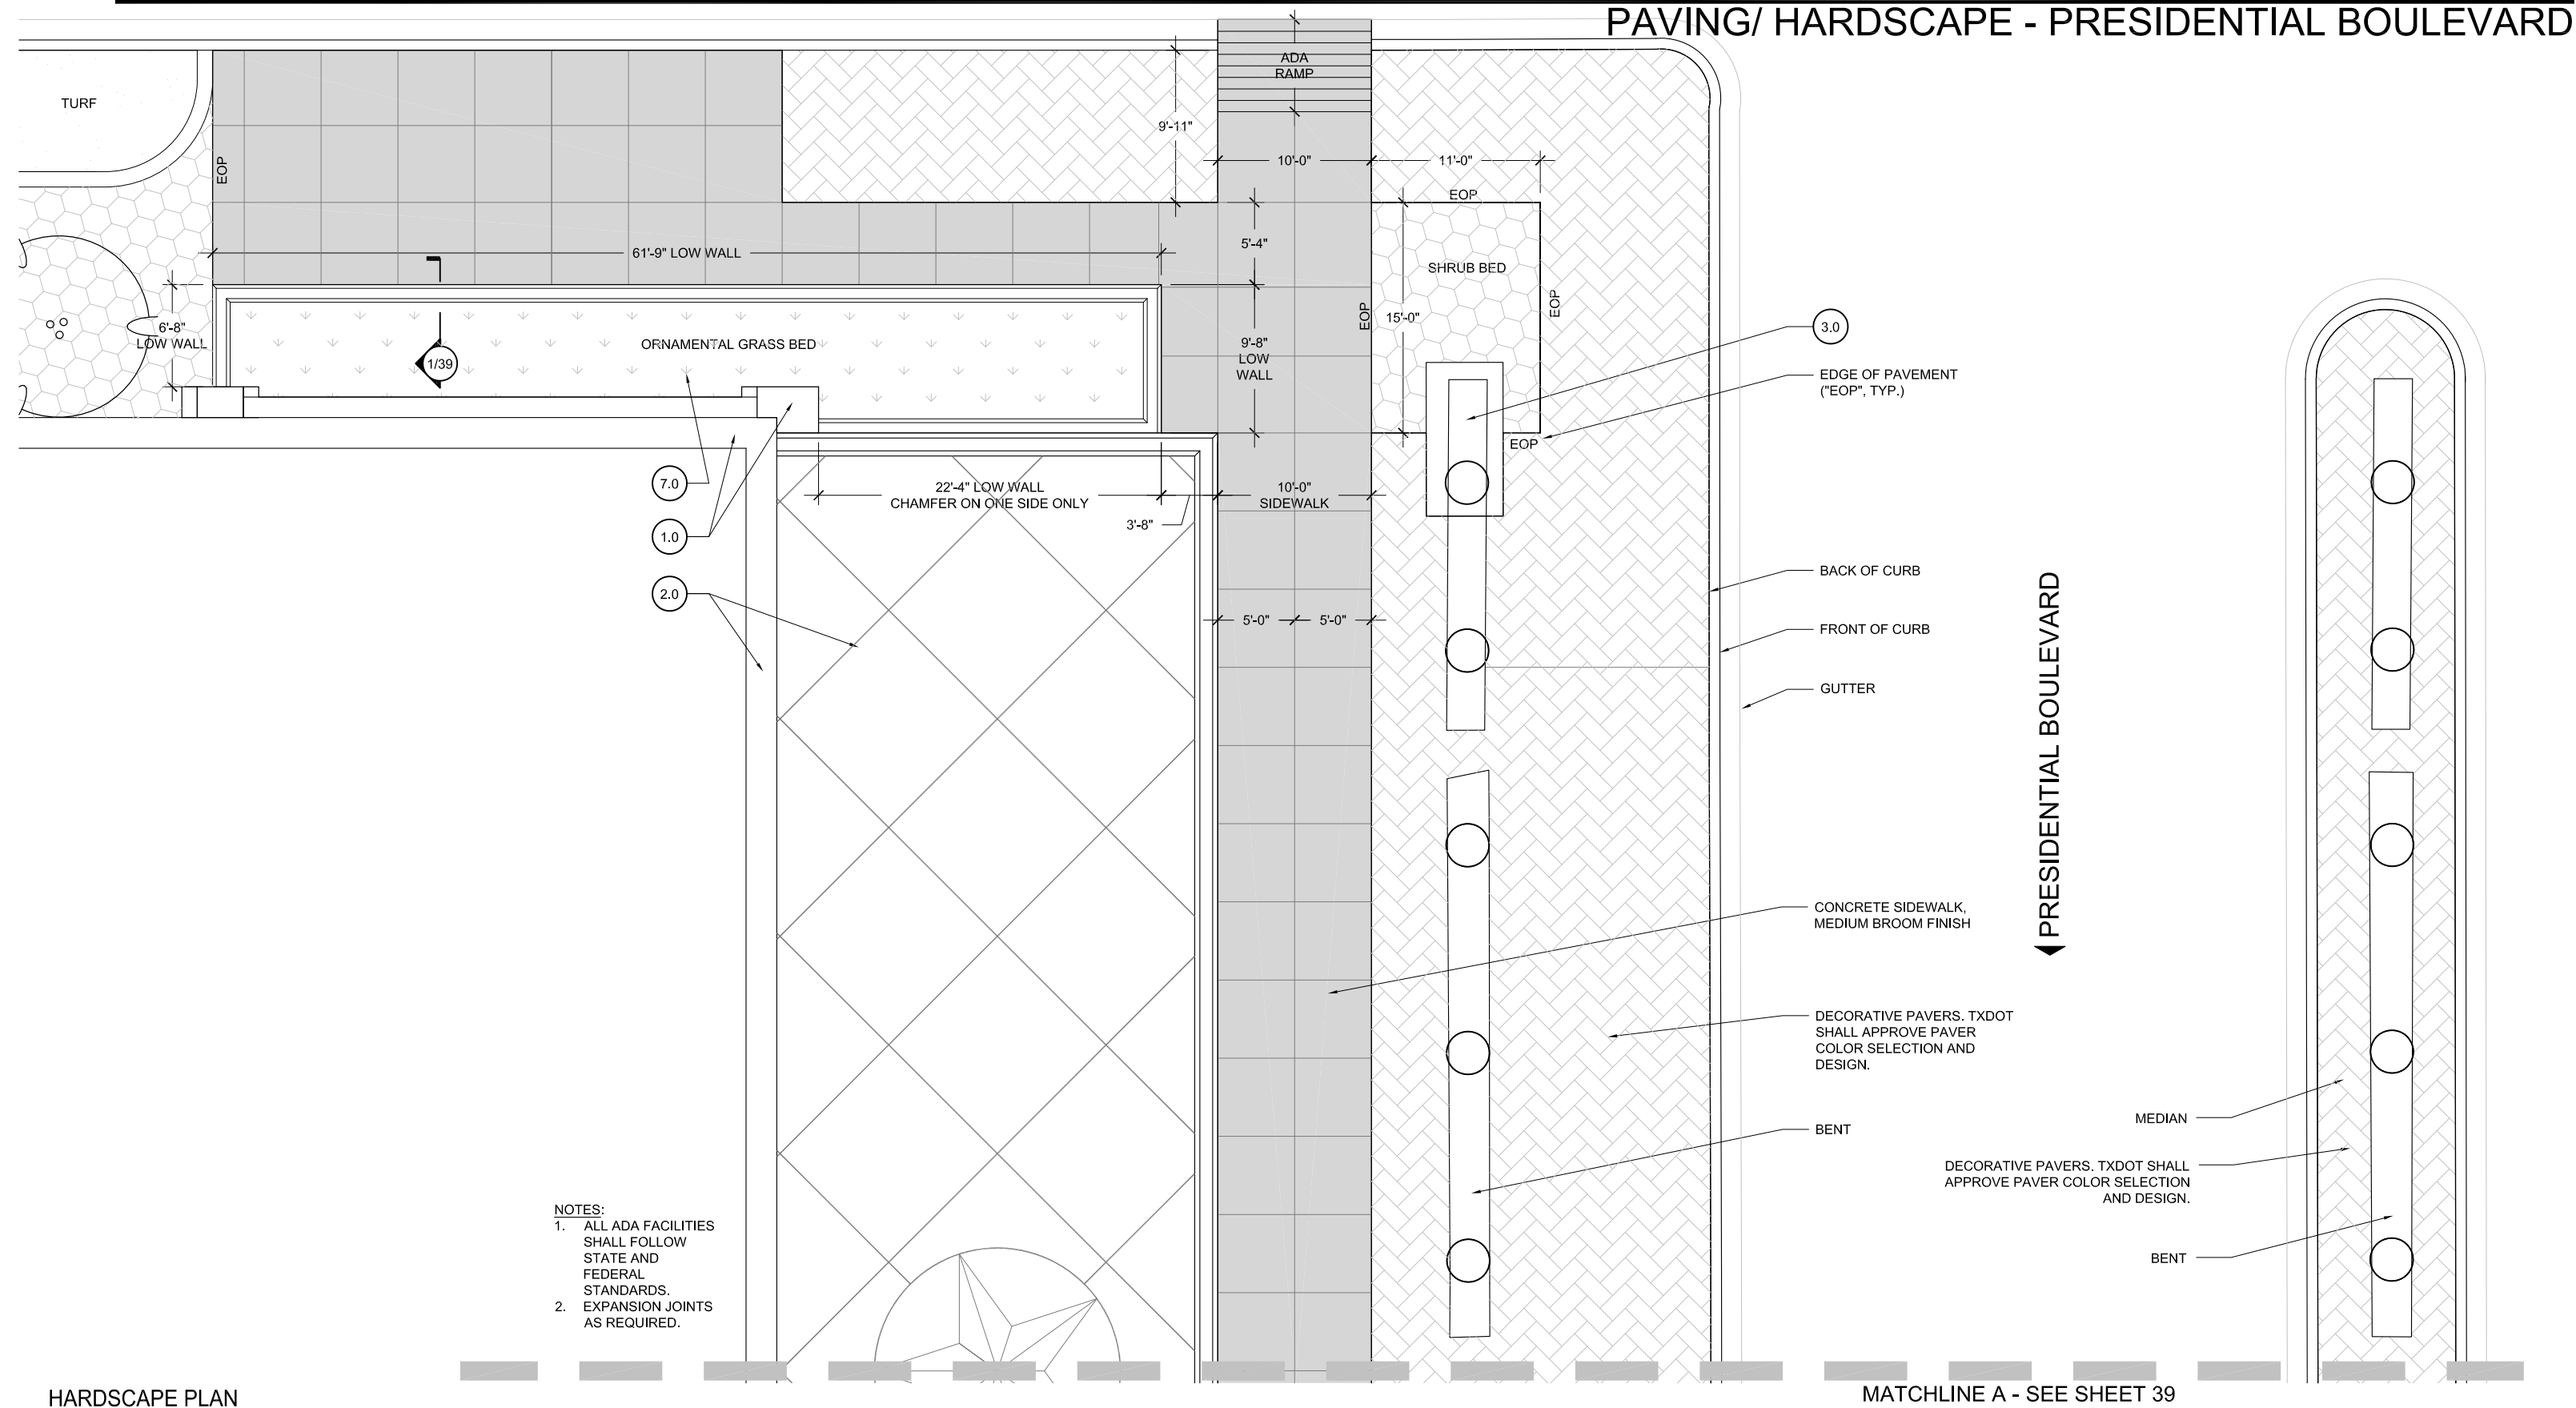 PAVING/ HARDSCAPE - PRESIDENTIAL BOULEVARD
ADA
RAMP
TURF
9'-11"
EOP
10'-0"
11'-0"
EOP
5'-4"
61'-9" LOW WALL
SHRUB BED
EOP
EOP
15'-0"
6'-8"
LOW WALL
ORNAMENTAL GRASS BED
1/39
9'-8"
LOW
WALL
3.0
EDGE OF PAVEMENT
("EOP", TYP.)
EOP
7.0
22'-4" LOW WALL
CHAMFER ON ONE SIDE ONLY
10'-0"
SIDEWALK
3'-8"
1.0
2.0
BACK OF CURB
5'-0"
5'-0"
FRONT OF CURB
GUTTER
PRESIDENTIAL BOULEVARD
CONCRETE SIDEWALK,
MEDIUM BROOM FINISH
DECORATIVE PAVERS. TXDOT
SHALL APPROVE PAVER
COLOR SELECTION AND
DESIGN.
BENT
MEDIAN
DECORATIVE PAVERS. TXDOT SHALL
APPROVE PAVER COLOR SELECTION
AND DESIGN.
BENT
NOTES:
1. ALL ADA FACILITIES
SHALL FOLLOW
STATE AND
FEDERAL
STANDARDS.
2. EXPANSION JOINTS
AS REQUIRED.
HARDSCAPE PLAN
MATCHLINE A - SEE SHEET 39